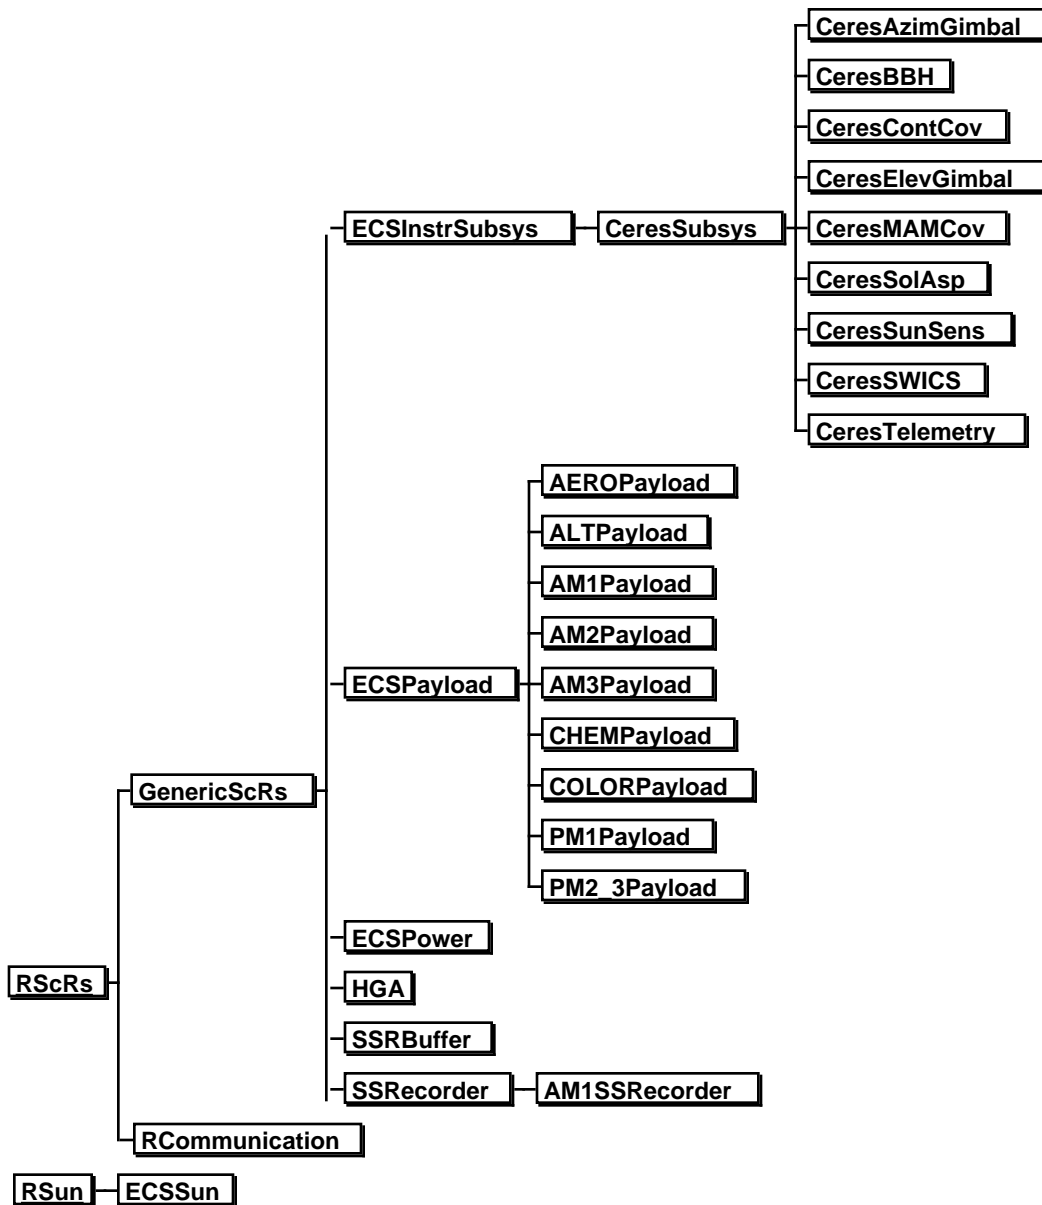 CeresAzimGimbal
CeresBBH
CeresContCov
CeresElevGimbal
ECSInstrSubsys CeresSubsys CeresMAMCov
CeresSolAsp
CeresSunSens
CeresSWICS
CeresTelemetry
AEROPayload
ALTPayload
AM1Payload
AM2Payload
ECSPayload AM3Payload
CHEMPayload
GenericScRs COLORPayload
PM1Payload
PM2_3Payload
ECSPower
RScRs HGA
SSRBuffer
SSRecorder AM1SSRecorder
RCommunication
RSun ECSSun